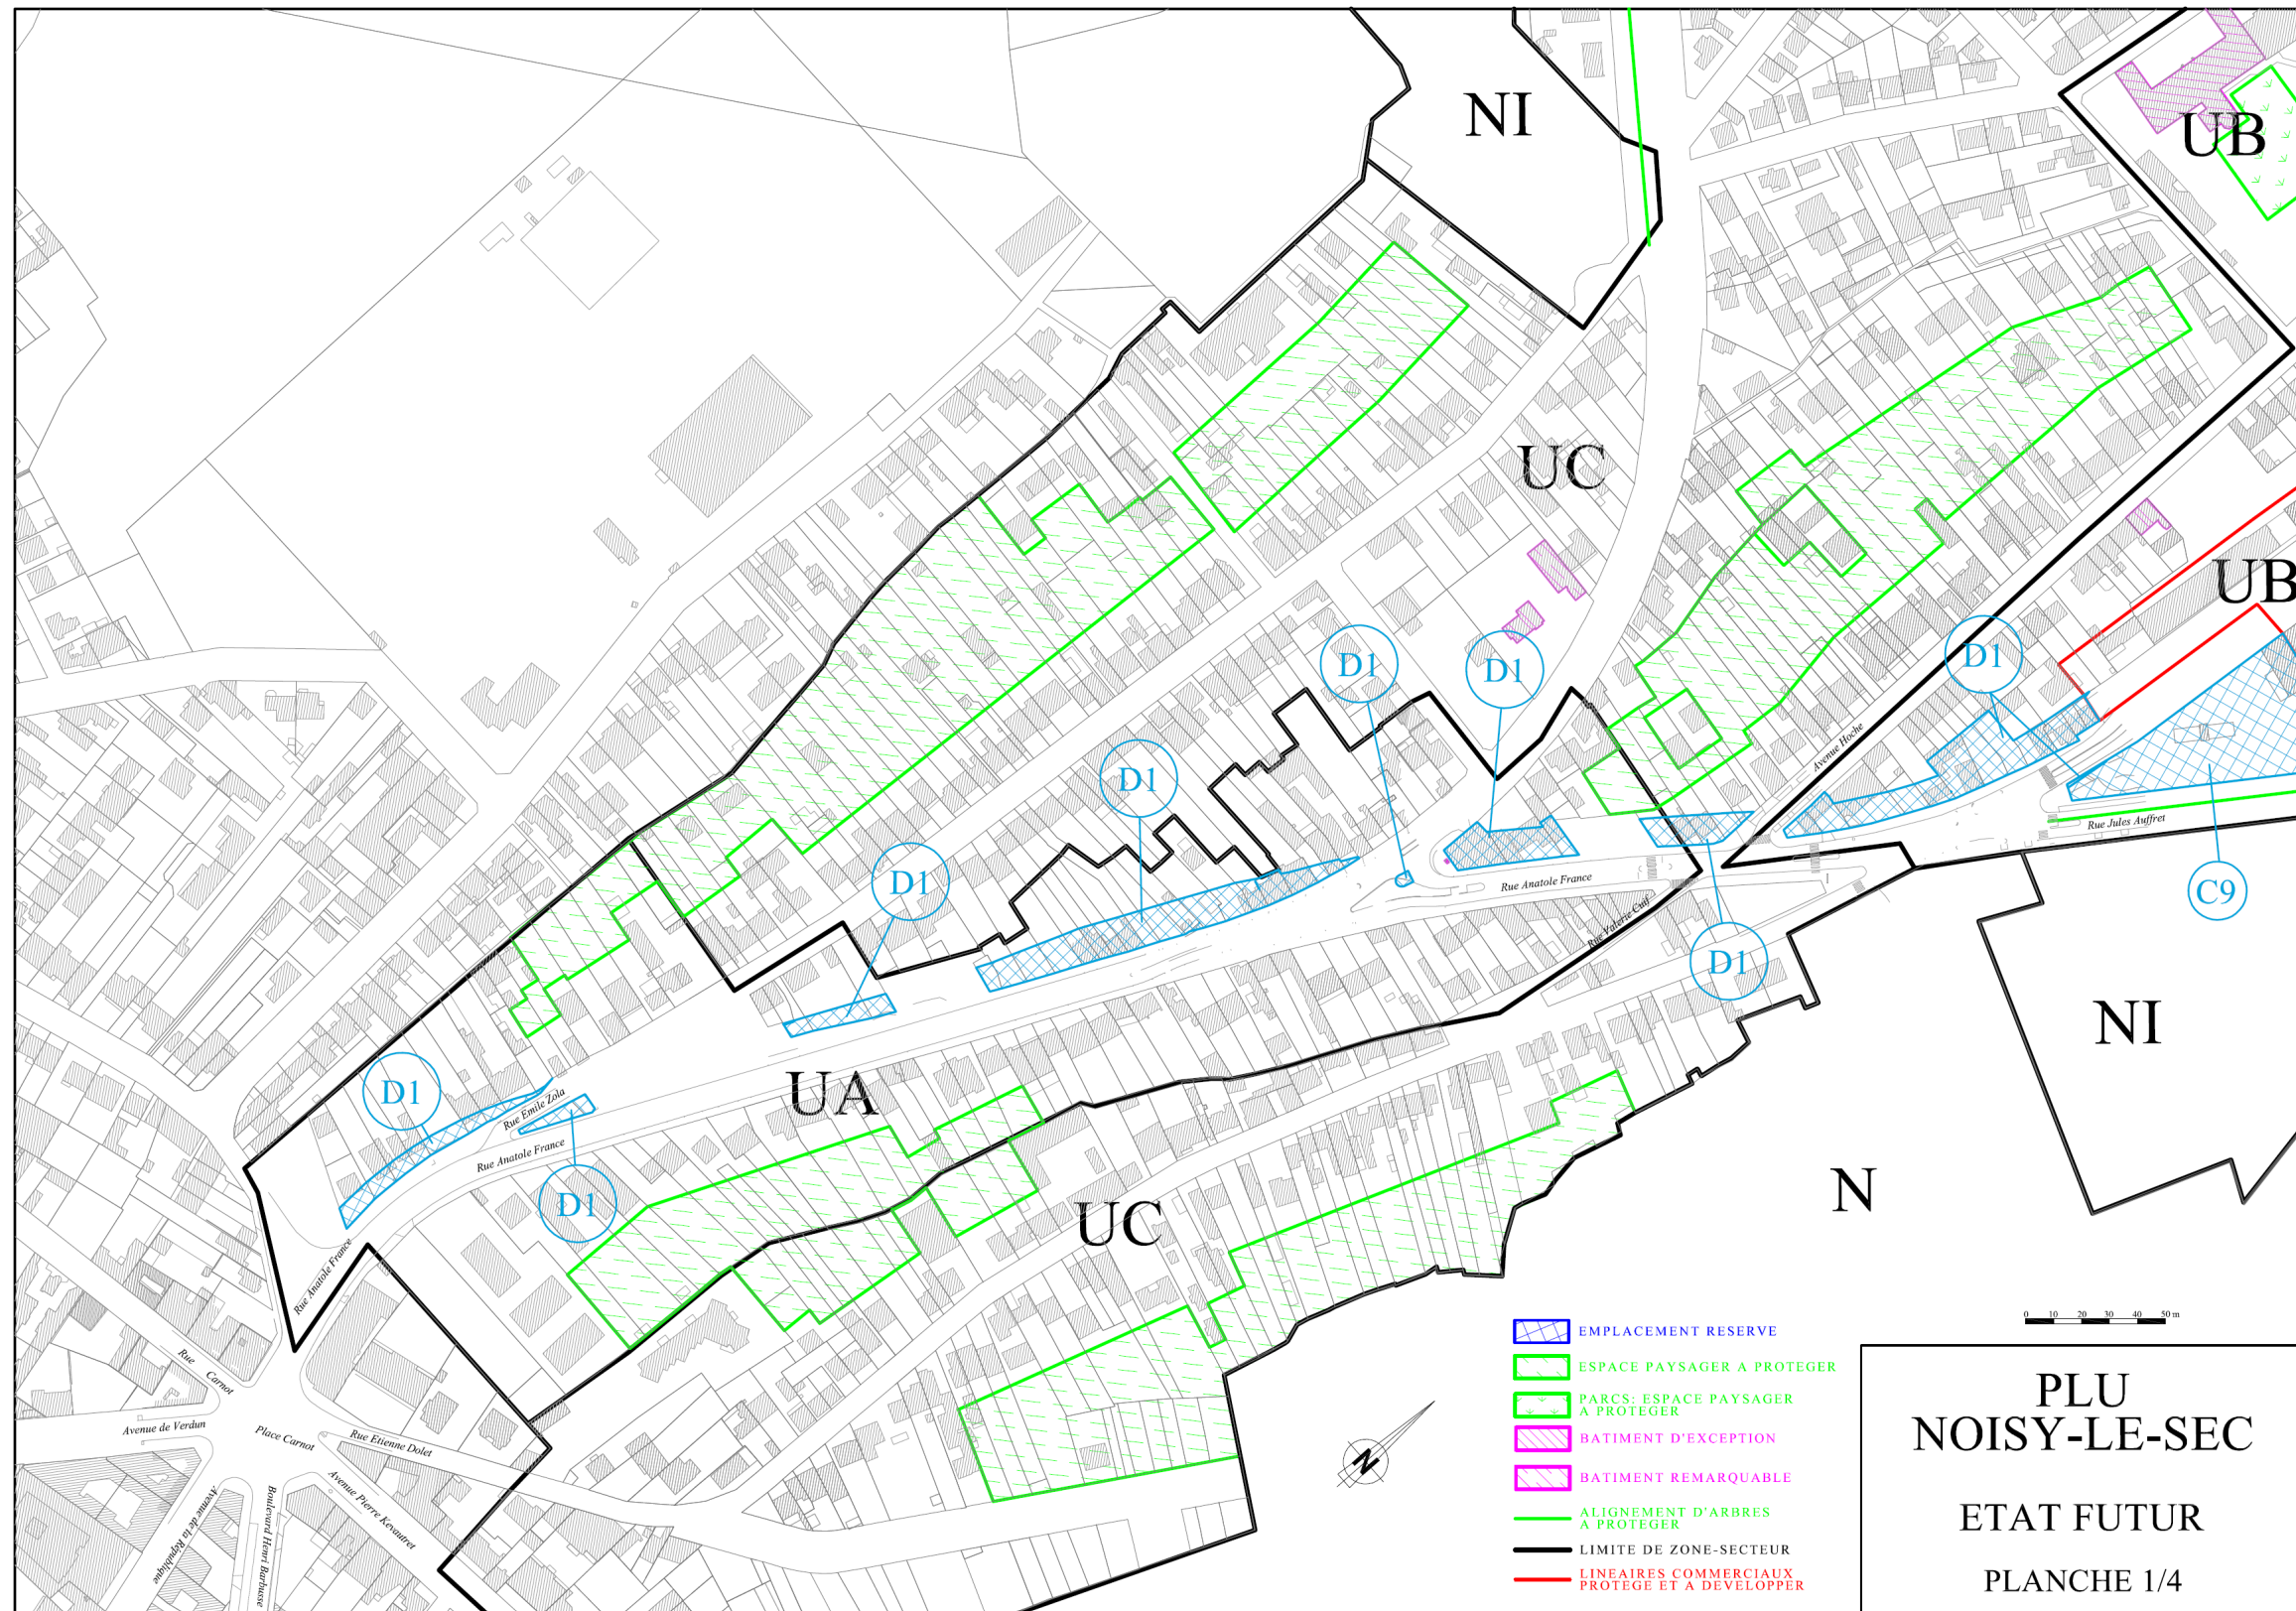 NI
UB
UC
UB
D1
D1
D1
D1
D1
D1
D1
D1
C9
Avenue Hoche
Rue Jules Auffret
Rue Anatole France
Rue Valerie Cuif
NI
UA
Rue Emile Zola
Rue Anatole France
UC
N
Rue Anatole France
Rue
Carnot
Avenue de Verdun
Place Carnot
Rue Etienne Dolet
Avenue Pierre Kevautret
Avenue de la République
Boulevard Henri Barbusse
EMPLACEMENT RESERVE
ESPACE PAYSAGER A PROTEGER
PARCS: ESPACE PAYSAGER
A PROTEGER
BATIMENT D'EXCEPTION
BATIMENT REMARQUABLE
ALIGNEMENT D'ARBRES
A PROTEGER
LIMITE DE ZONE-SECTEUR
LINEAIRES COMMERCIAUX
PROTEGE ET A DEVELOPPER
N
0 10 20 30 40 50 m
PLU
NOISY-LE-SEC
ETAT FUTUR
PLANCHE 1/4